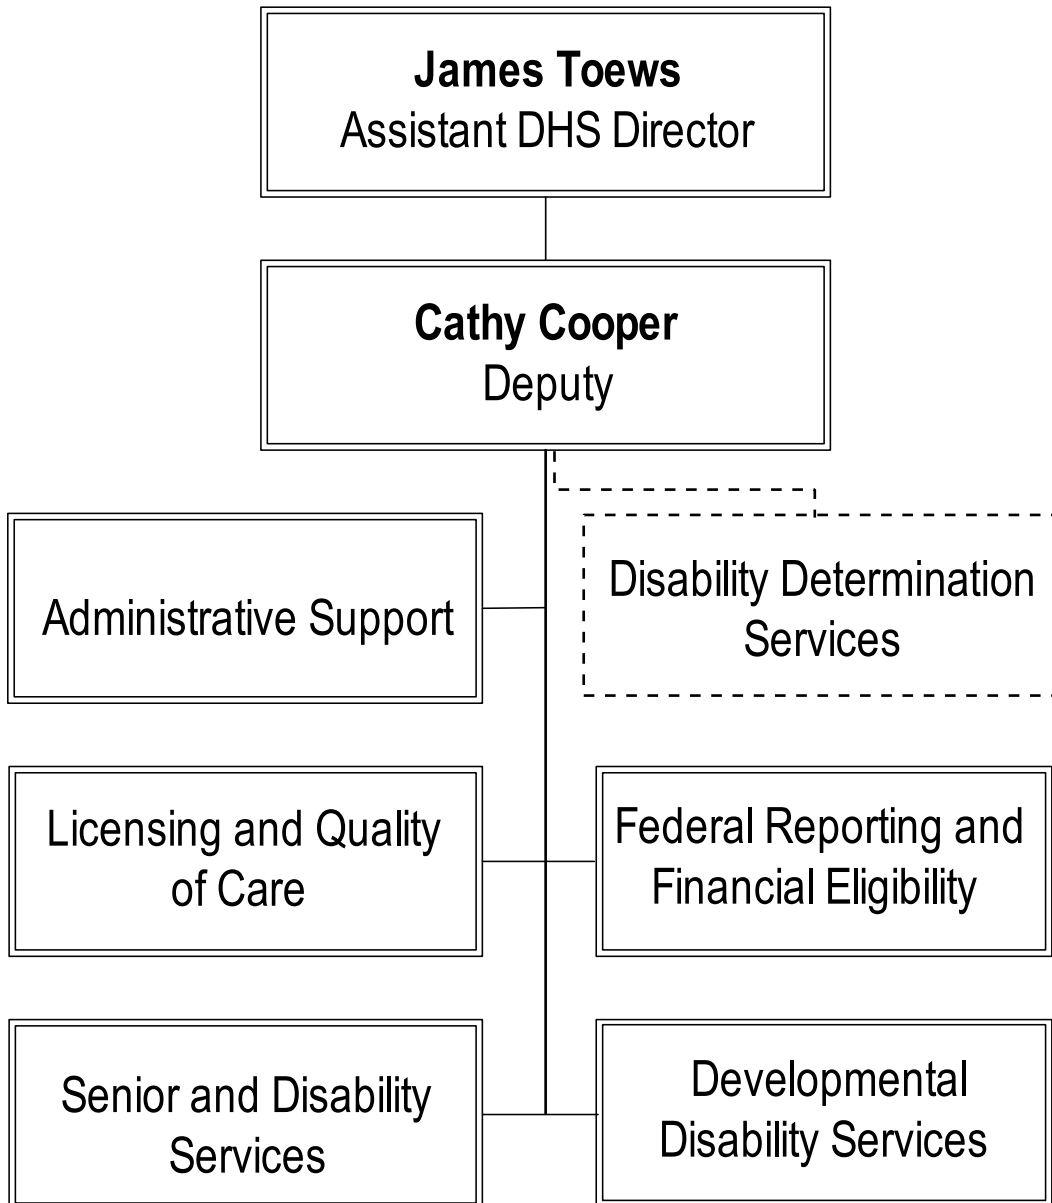 James Toews
Assistant DHS Director
Cathy Cooper
Deputy
Administrative Support
Disability Determination
Services
Licensing and Quality
of Care
Federal Reporting and
Financial Eligibility
Senior and Disability
Services
Developmental
Disability Services